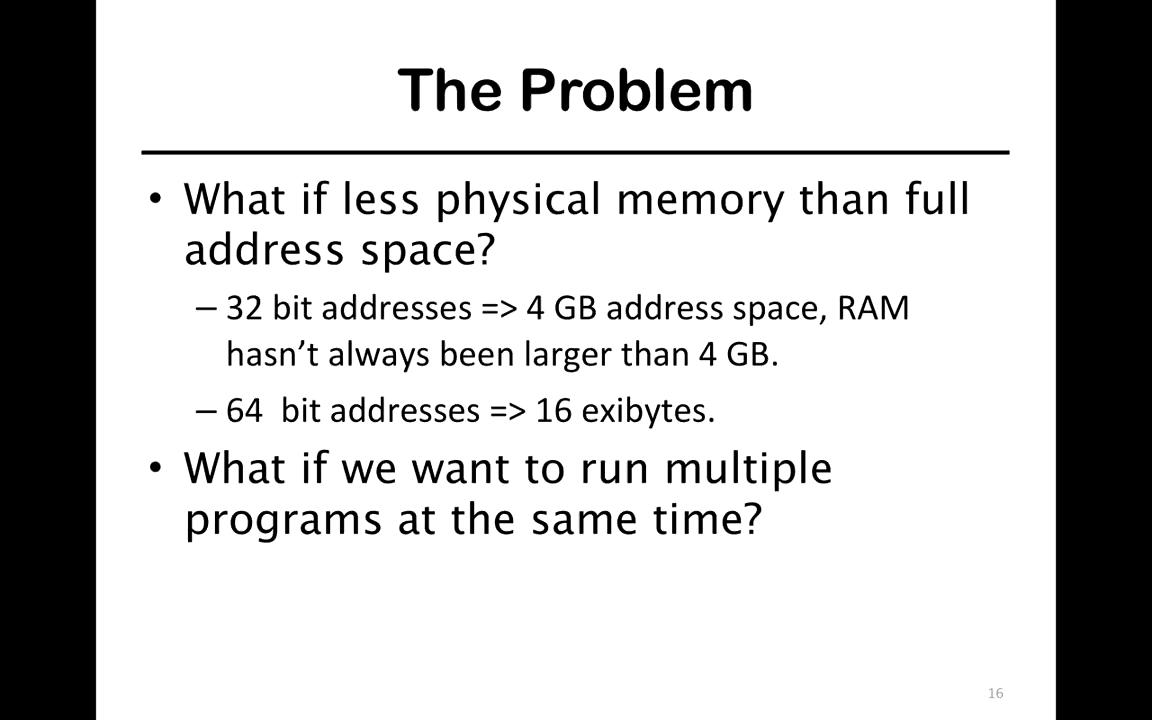 The Problem
• What if less physical memory than full
address space?
– 32 bit addresses => 4 GB address space, RAM
hasn’t always been larger than 4 GB.
– 64  bit addresses => 16 exibytes.
• What if we want to run multiple
programs at the same time?
16